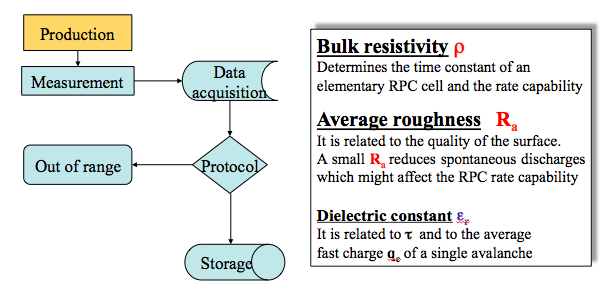 Production
Measurement
Data
acquisition
Out of range
Protocol
Storage
Bulk resistivity ρ
Determines the time constant of an
elementary RPC cell and the rate capability
Average roughness Rₐ
It is related to the quality of the surface.
A small Rₐ reduces spontaneous discharges
which might affect the RPC rate capability
Dielectric constant εᵣ
It is related to τ and to the average
fast charge qₑ of a single avalanche